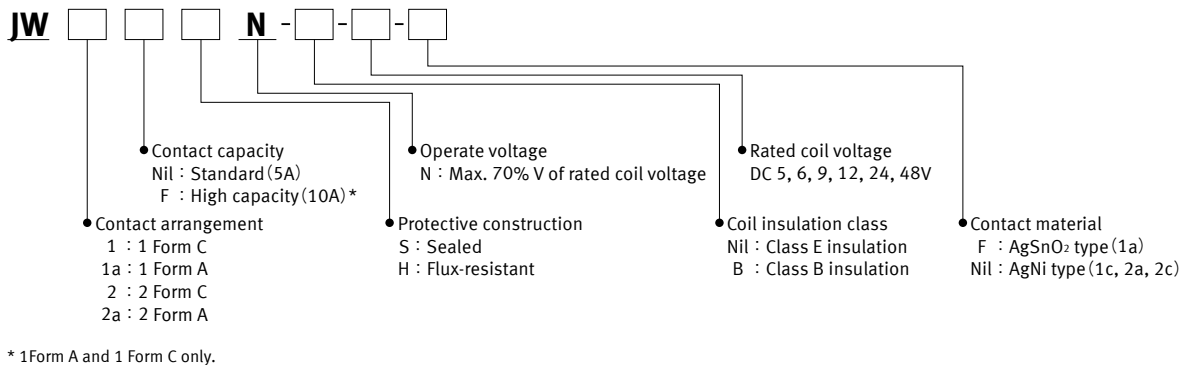 JW N - - -
Contact capacity
Nil : Standard (5A)
F : High capacity (10A) *
Operate voltage
N : Max. 70% V of rated coil voltage
Rated coil voltage
DC 5, 6, 9, 12, 24, 48V
Contact arrangement
1 : 1 Form C
1a : 1 Form A
2 : 2 Form C
2a : 2 Form A
Protective construction
S : Sealed
H : Flux-resistant
Coil insulation class
Nil : Class E insulation
B : Class B insulation
Contact material
F : AgSnO₂ type (1a)
Nil : AgNi type (1c, 2a, 2c)
* 1Form A and 1 Form C only.